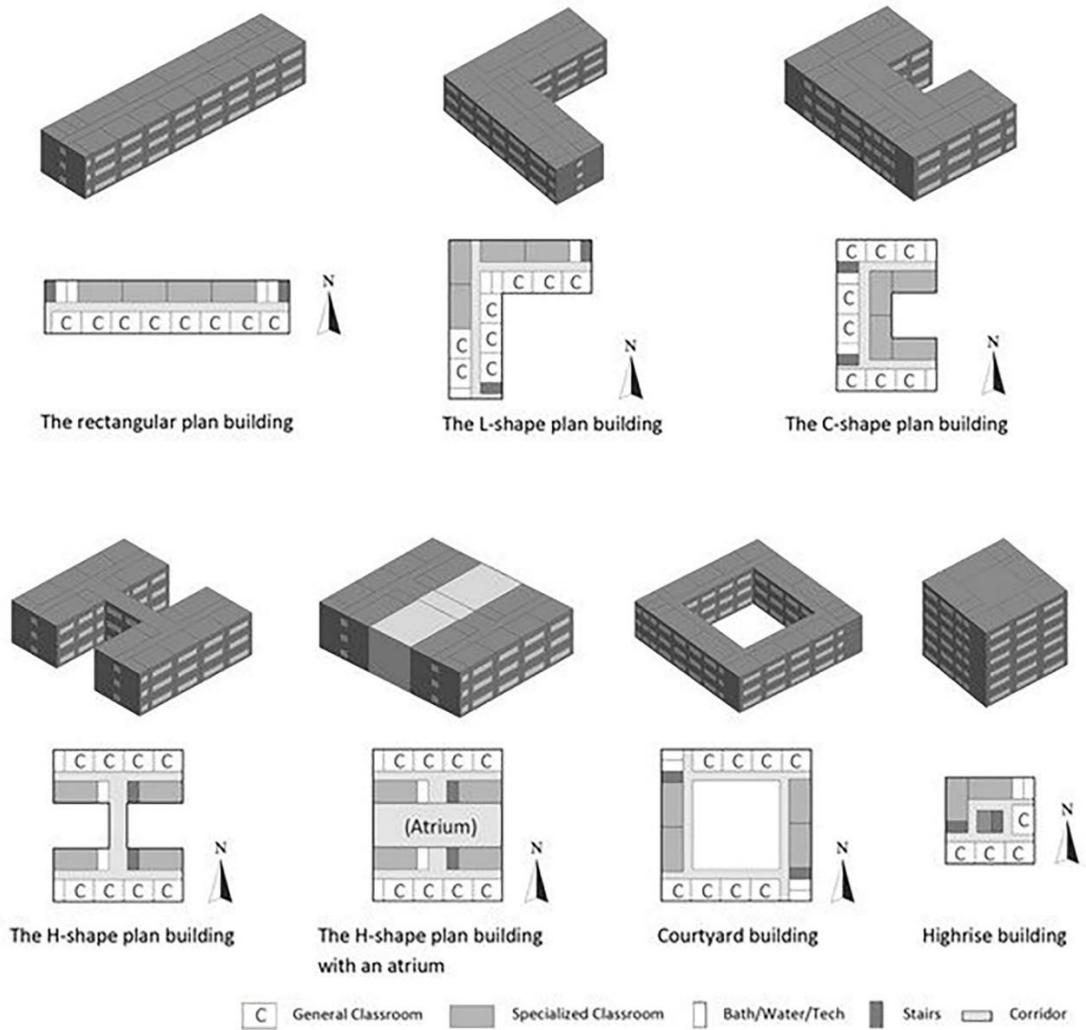 N
C C C C C C C C
The rectangular plan building
C C C
C
C
C C
C C
N
The L-shape plan building
C C C
C
C
C C C
N
The C-shape plan building
C C C C
C C C C
N
The H-shape plan building
C C C C
(Atrium)
C C C C
N
The H-shape plan building
with an atrium
C C C C
C C C C
N
Courtyard building
C
C C C
N
Highrise building
C General Classroom Specialized Classroom Bath/Water/Tech Stairs Corridor